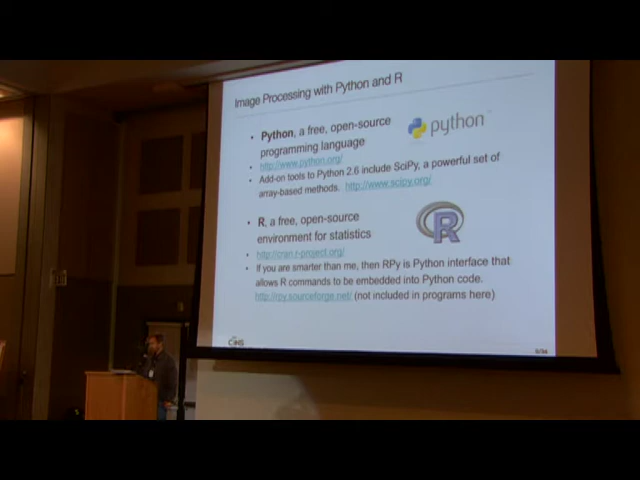 Image Processing with Python and R
• Python, a free, open-source
programming language
python
• http://www.python.org/
• Add-on tools to Python 2.6 include SciPy, a powerful set of
array-based methods. http://www.scipy.org/
• R, a free, open-source
environment for statistics
R
• http://cran.r-project.org/
• If you are smarter than me, then RPy is Python interface that
allows R commands to be embedded into Python code.
http://rpy.sourceforge.net/ (not included in programs here)